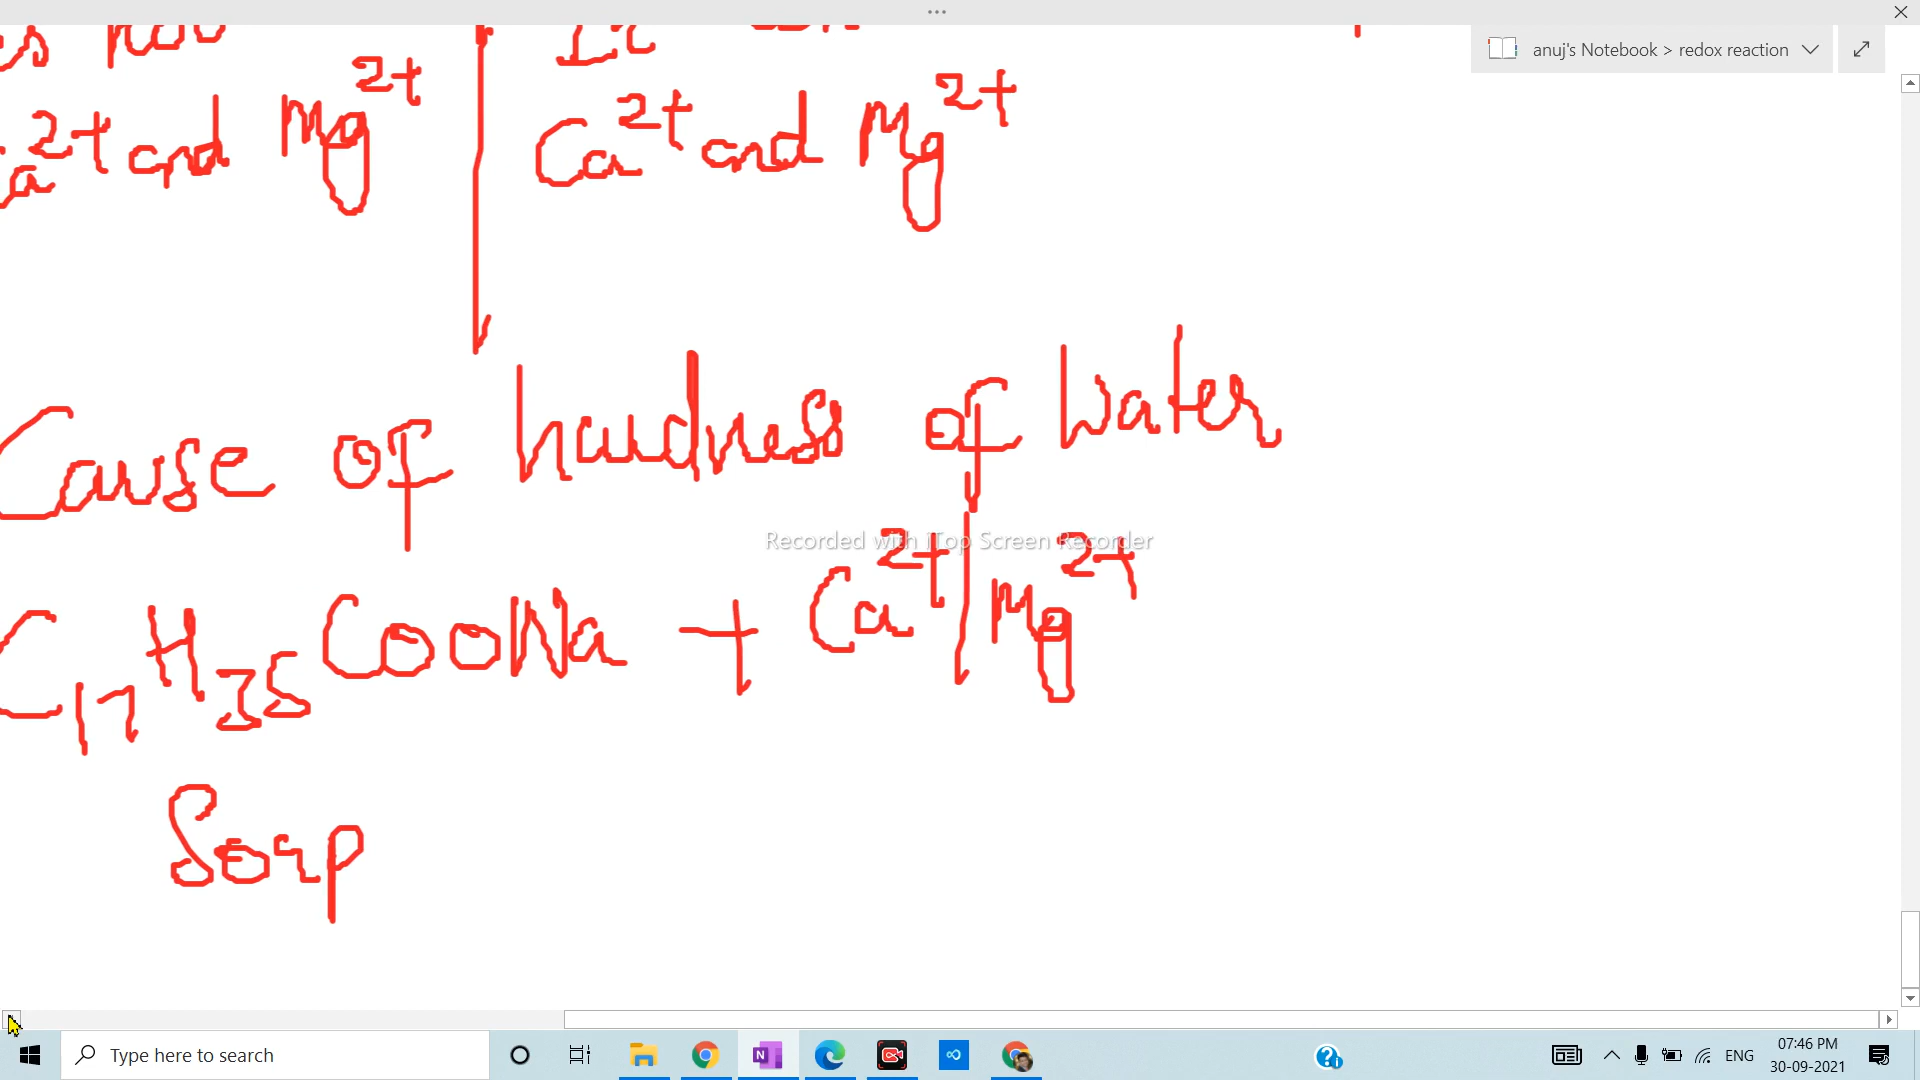 anuj's Notebook > redox reaction
Ca²⁺ and Mg²⁺
Ca²⁺ and Mg²⁺
Cause of hardness of Water
Recorded with iTop Screen Recorder
C₁₇H₃₅COONa + Ca²⁺/Mg²⁺
Soap
Type here to search
ENG
07:46 PM
30-09-2021